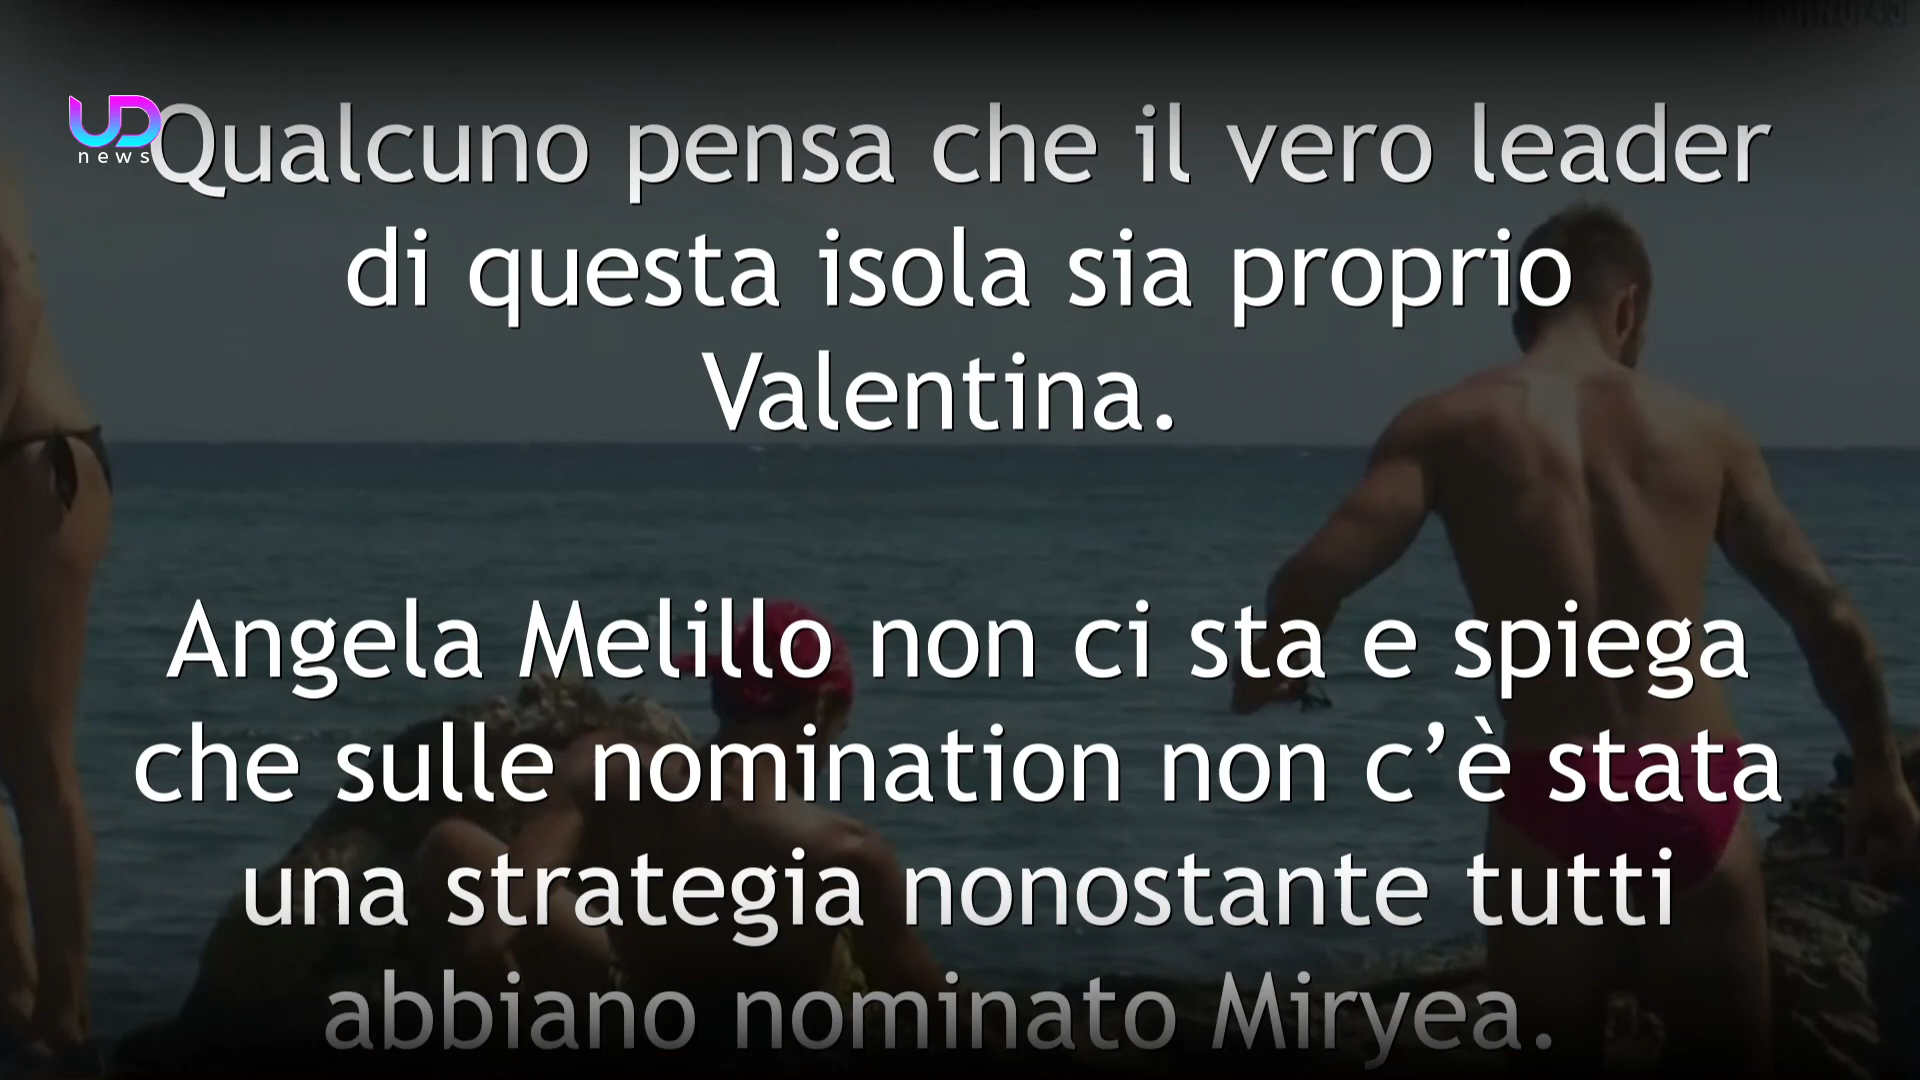 UD
news
Qualcuno pensa che il vero leader
di questa isola sia proprio
Valentina.
Angela Melillo non ci sta e spiega
che sulle nomination non c’è stata
una strategia nonostante tutti
abbiano nominato Miryea.